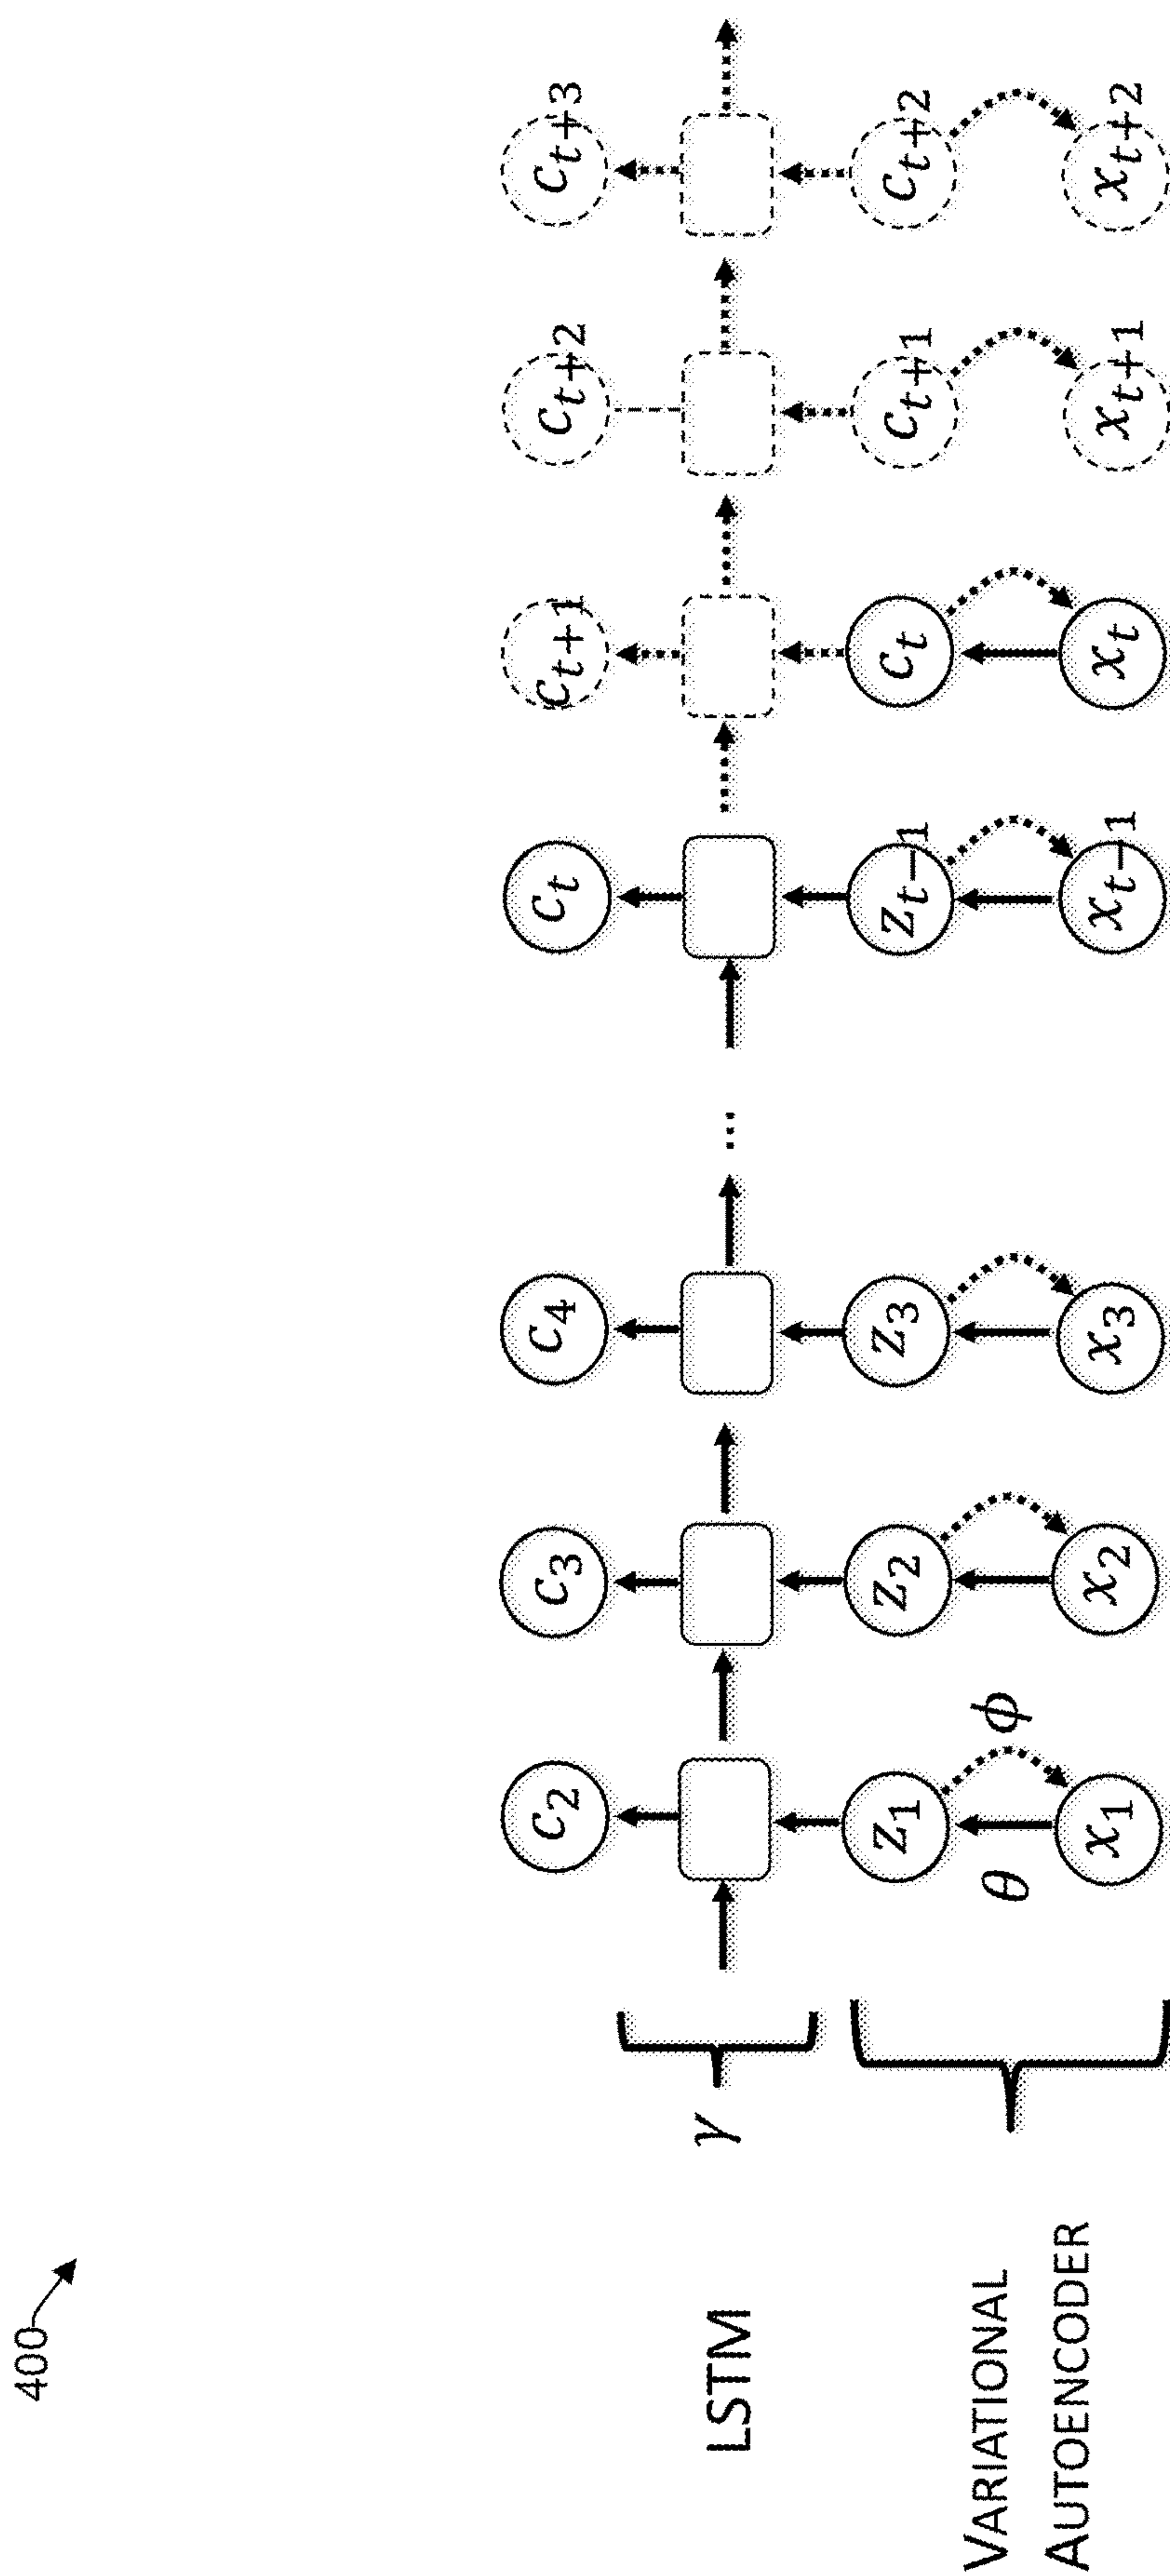 400
c₂ c₃ c₄ cₜ cₜ₊₁ cₜ₊₂ cₜ₊₃
LSTM γ ...
z₁ z₂ z₃ zₜ₋₁ cₜ cₜ₊₁ cₜ₊₂
VARIATIONAL
AUTOENCODER
θ ϕ
x₁ x₂ x₃ xₜ₋₁ xₜ xₜ₊₁ xₜ₊₂